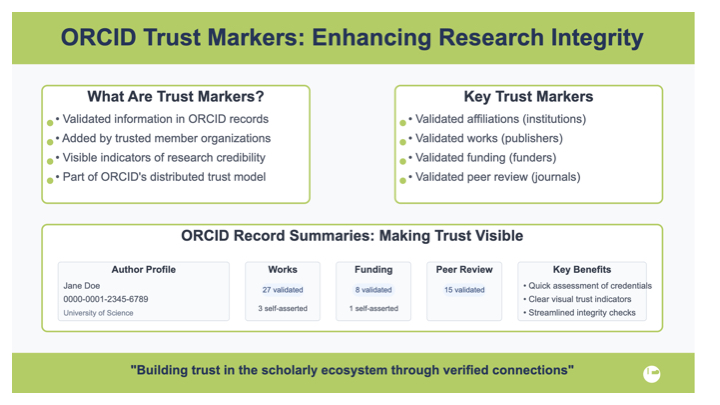 ORCID Trust Markers: Enhancing Research Integrity
What Are Trust Markers?
• Validated information in ORCID records
• Added by trusted member organizations
• Visible indicators of research credibility
• Part of ORCID's distributed trust model
Key Trust Markers
• Validated affiliations (institutions)
• Validated works (publishers)
• Validated funding (funders)
• Validated peer review (journals)
ORCID Record Summaries: Making Trust Visible
Author Profile
Jane Doe
0000-0001-2345-6789
University of Science
Works
27 validated
3 self-asserted
Funding
8 validated
1 self-asserted
Peer Review
15 validated
Key Benefits
• Quick assessment of credentials
• Clear visual trust indicators
• Streamlined integrity checks
"Building trust in the scholarly ecosystem through verified connections"